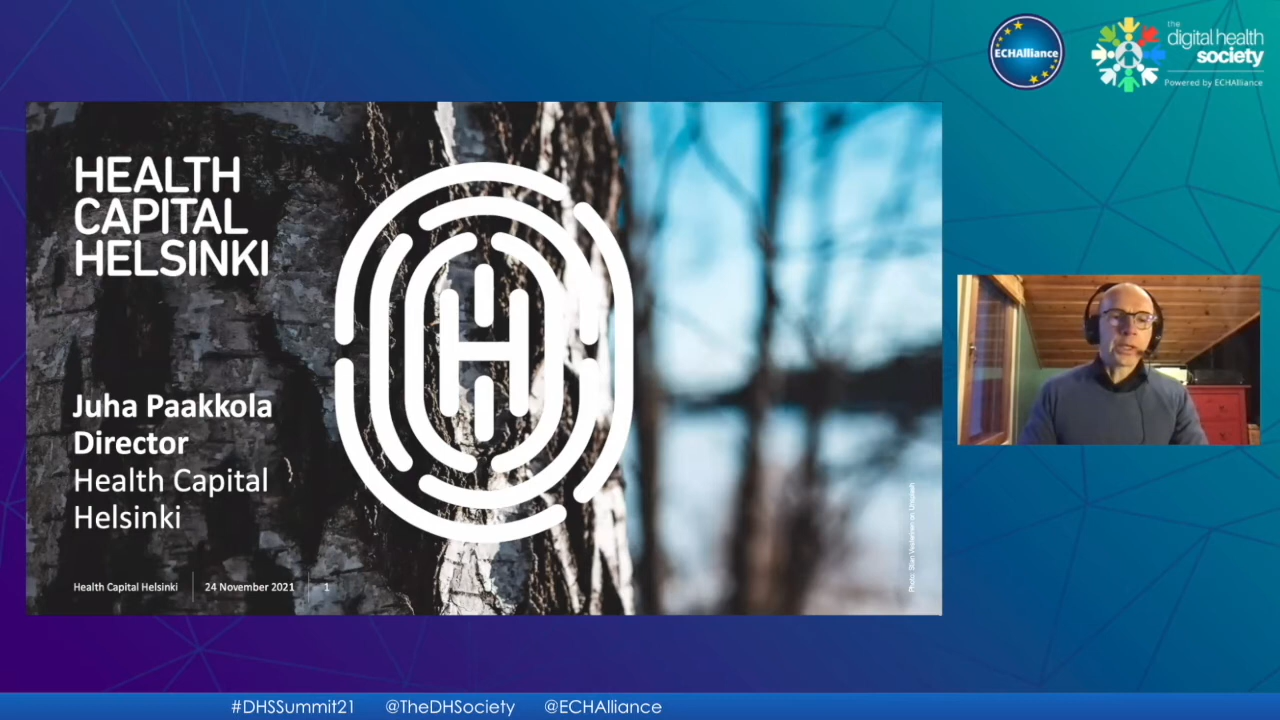 ECHAlliance
the
digital health
society
Powered by ECHAlliance
HEALTH
CAPITAL
HELSINKI
Juha Paakkola
Director
Health Capital
Helsinki
Health Capital Helsinki
24 November 2021
1
#DHSSummit21 @TheDHSociety @ECHAlliance